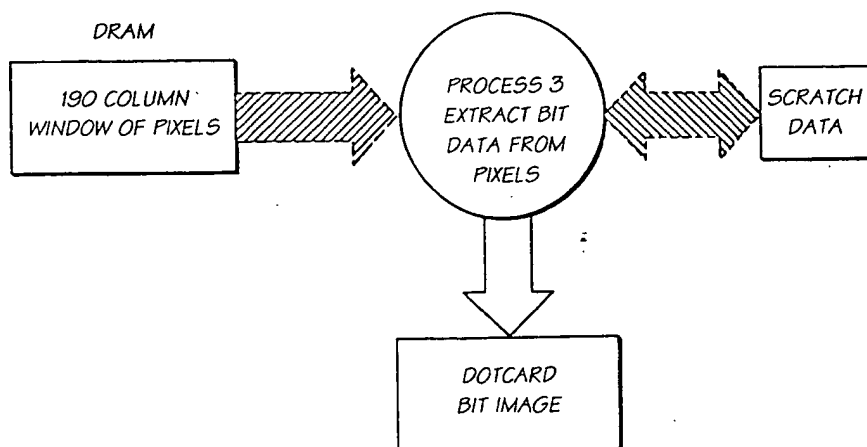 DRAM
190 COLUMN
WINDOW OF PIXELS
PROCESS 3
EXTRACT BIT
DATA FROM
PIXELS
SCRATCH
DATA
DOTCARD
BIT IMAGE